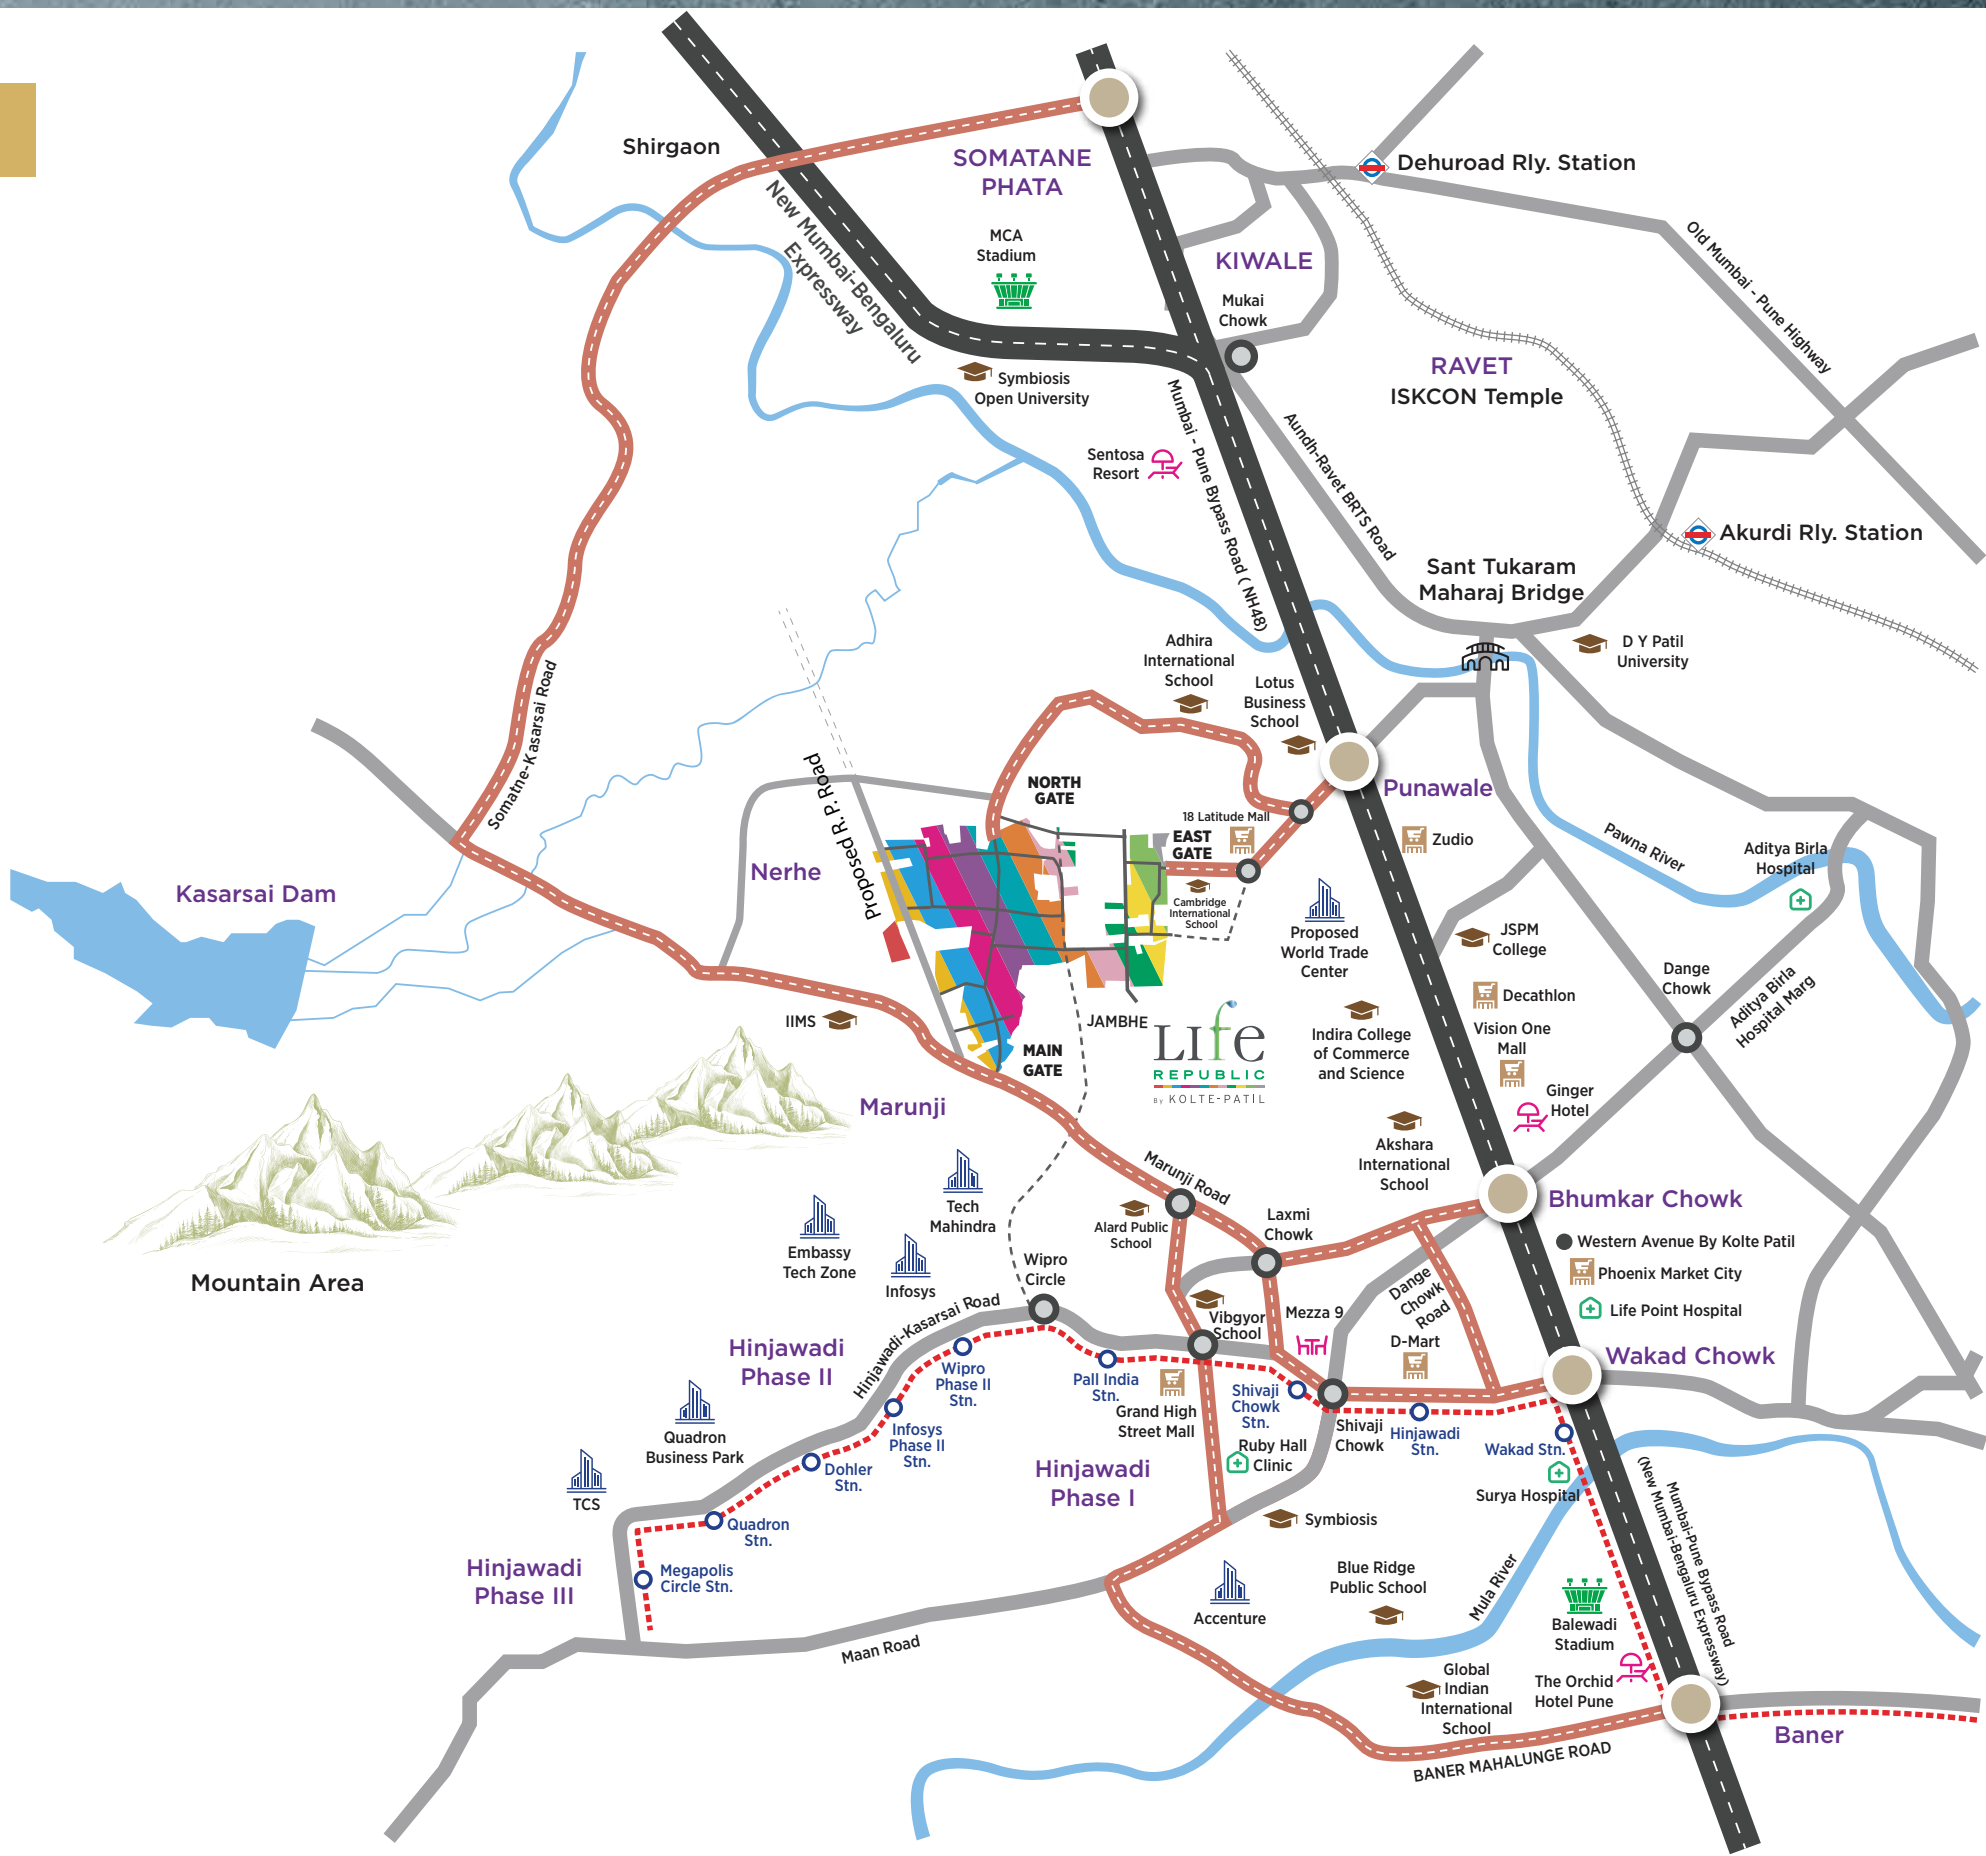 Shirgaon
SOMATANE
PHATA
Dehuroad Rly. Station
New Mumbai-Bengaluru
Expressway
MCA
Stadium
KIWALE
Mukai
Chowk
Old Mumbai - Pune Highway
RAVET
ISKCON Temple
Symbiosis
Open University
Mumbai - Pune Bypass Road ( NH48)
Aundh-Ravet BRTS Road
Sentosa
Resort
Akurdi Rly. Station
Sant Tukaram
Maharaj Bridge
D Y Patil
University
Adhira
International
School
Lotus
Business
School
Somatne-Kasarsai Road
Proposed R. P. Road
NORTH
GATE
Punawale
18 Latitude Mall
EAST
GATE
Zudio
Pawna River
Aditya Birla
Hospital
Nerhe
Kasarsai Dam
Cambridge
International
School
Proposed
World Trade
Center
JSPM
College
Dange
Chowk
Aditya Birla
Hospital Marg
Decathlon
IIMS
JAMBHE
LIfe
REPUBLIC
By KOLTE-PATIL
MAIN
GATE
Indira College
of Commerce
and Science
Vision One
Mall
Ginger
Hotel
Marunji
Akshara
International
School
Marunji Road
Tech
Mahindra
Alard Public
School
Laxmi
Chowk
Bhumkar Chowk
Western Avenue By Kolte Patil
Phoenix Market City
Life Point Hospital
Embassy
Tech Zone
Infosys
Wipro
Circle
Mountain Area
Hinjawadi-Kasarsai Road
Vibgyor
School
Mezza 9
Dange
Chowk
Road
D-Mart
Wakad Chowk
Hinjawadi
Phase II
Wipro
Phase II
Stn.
Pall India
Stn.
Grand High
Street Mall
Shivaji
Chowk
Stn.
Shivaji
Chowk
Hinjawadi
Stn.
Wakad Stn.
Quadron
Business Park
Infosys
Phase II
Stn.
Dohler
Stn.
Ruby Hall
Clinic
Hinjawadi
Phase I
Surya Hospital
TCS
Quadron
Stn.
Symbiosis
Mumbai-Pune Bypass Road
(New Mumbai-Bengaluru Expressway)
Hinjawadi
Phase III
Megapolis
Circle Stn.
Accenture
Blue Ridge
Public School
Mula River
Balewadi
Stadium
Maan Road
Global
Indian
International
School
The Orchid
Hotel Pune
Baner
BANER MAHALUNGE ROAD